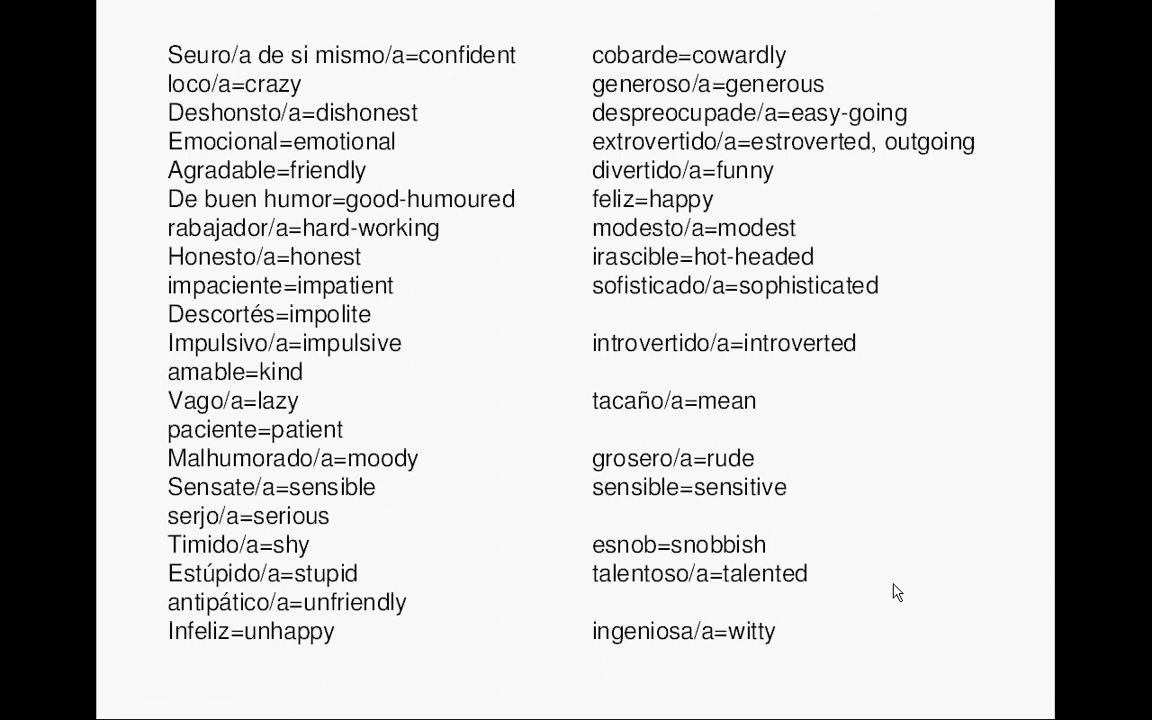 Seuro/a de si mismo/a=confident
loco/a=crazy
Deshonsto/a=dishonest
Emocional=emotional
Agradable=friendly
De buen humor=good-humoured
rabajador/a=hard-working
Honesto/a=honest
impaciente=impatient
Descortés=impolite
Impulsivo/a=impulsive
amable=kind
Vago/a=lazy
paciente=patient
Malhumorado/a=moody
Sensate/a=sensible
serjo/a=serious
Timido/a=shy
Estúpido/a=stupid
antipático/a=unfriendly
Infeliz=unhappy
cobarde=cowardly
generoso/a=generous
despreocupade/a=easy-going
extrovertido/a=estroverted, outgoing
divertido/a=funny
feliz=happy
modesto/a=modest
irascible=hot-headed
sofisticado/a=sophisticated
introvertido/a=introverted
tacaño/a=mean
grosero/a=rude
sensible=sensitive
esnob=snobbish
talentoso/a=talented
ingeniosa/a=witty